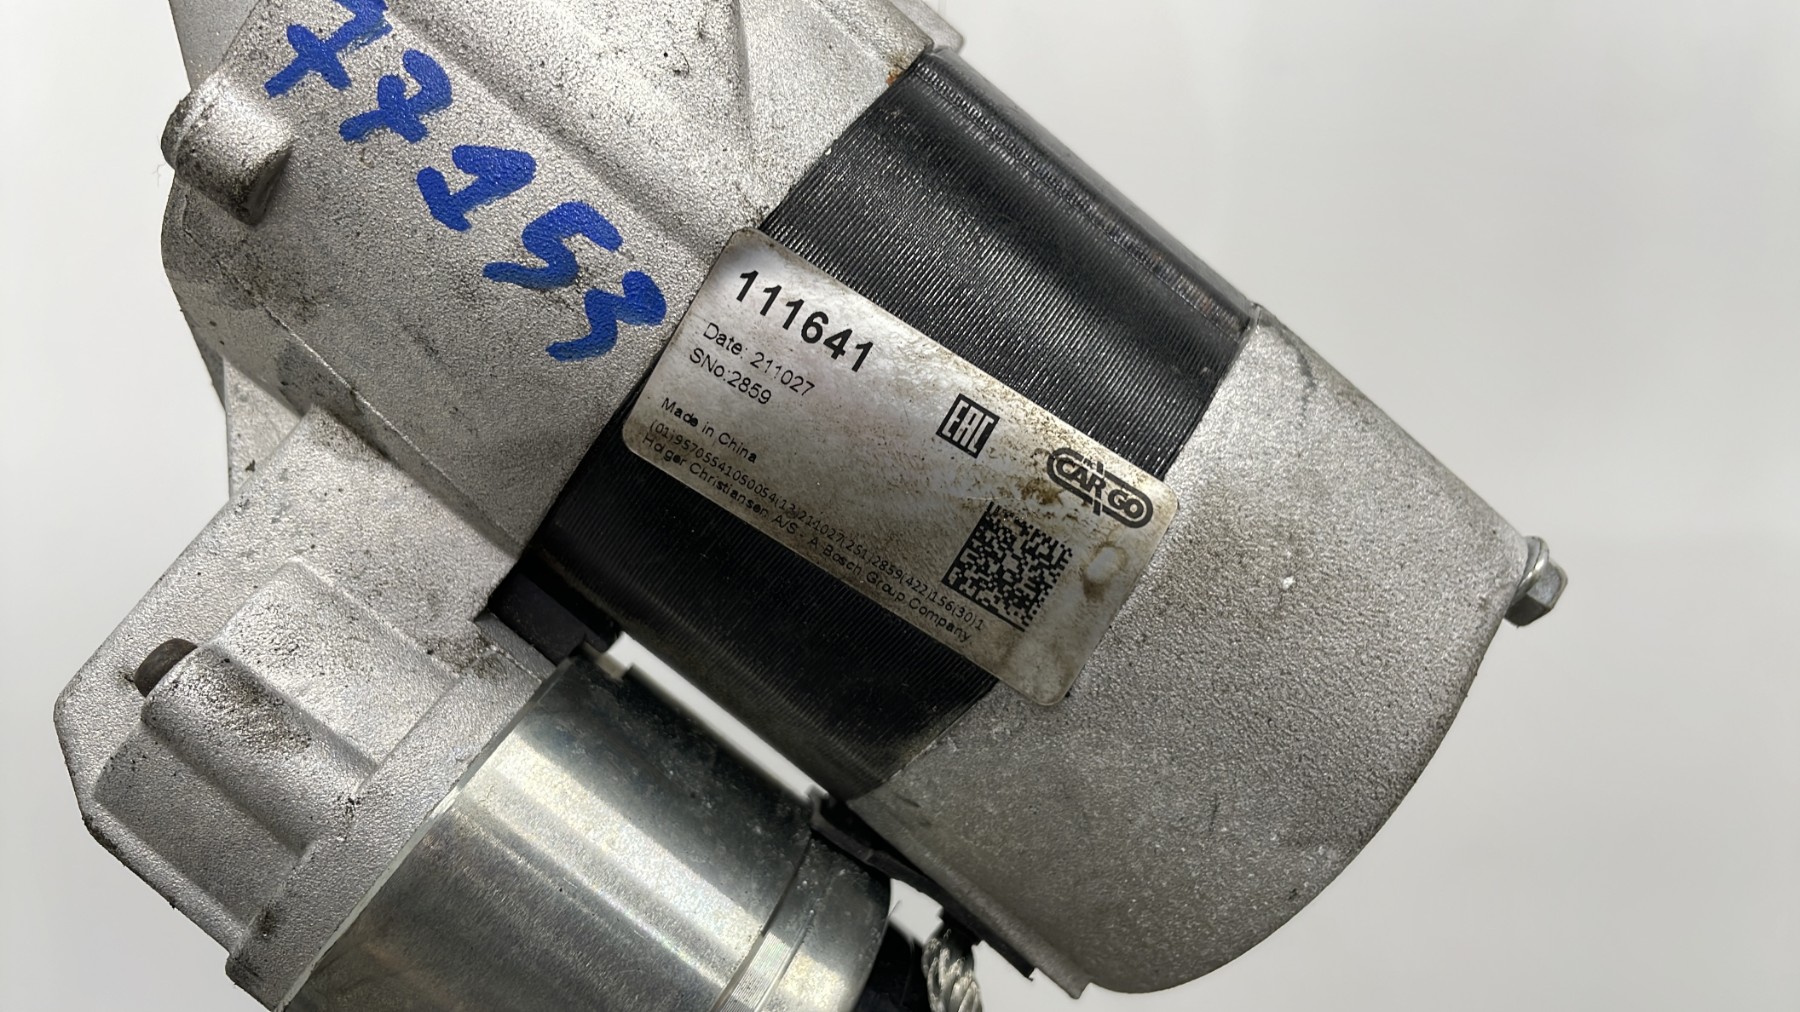 77153
111641
Date: 211027
SNo:2859
EAC
CARGO
Made in China
(01)95705541050054(13)211027(251)2859(422)156(30)1
Holger Christiansen A/S. A Bosch Group Company